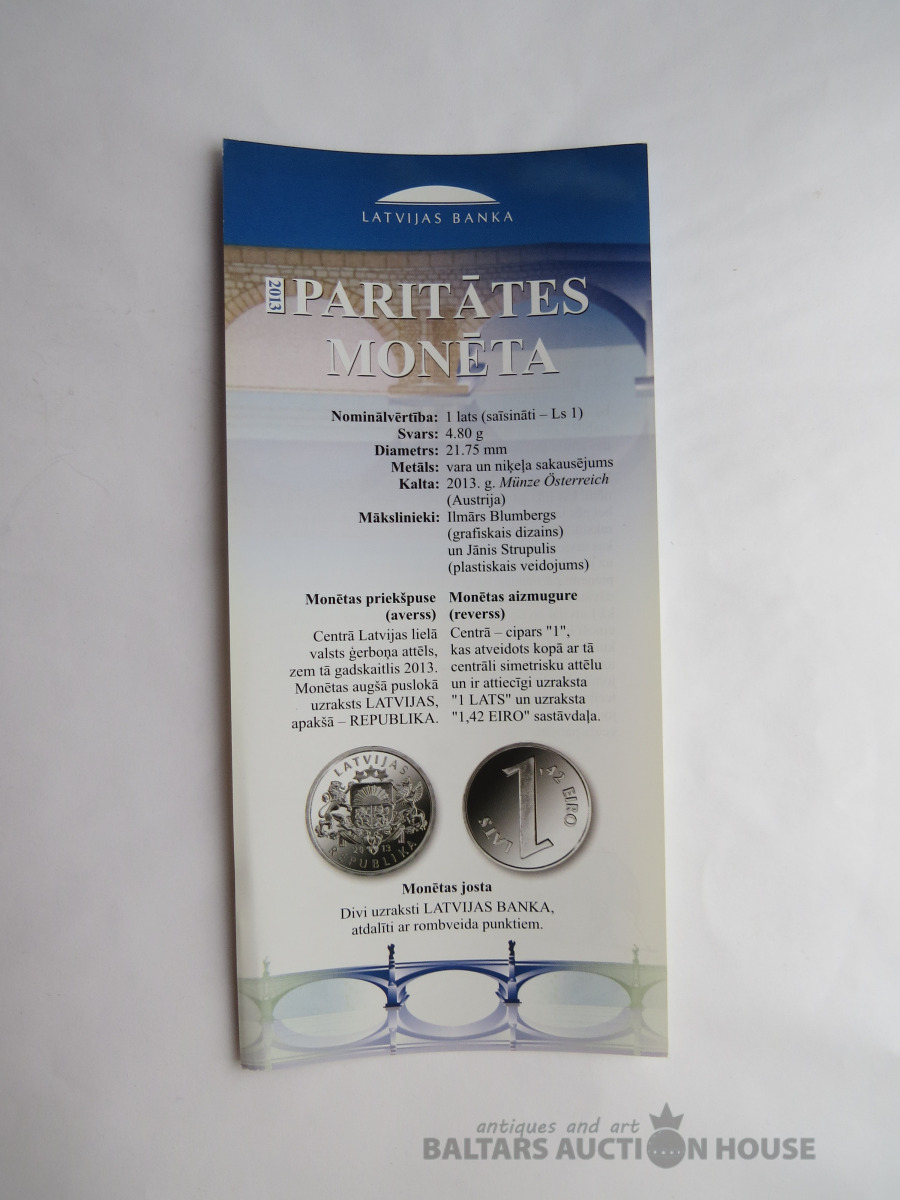 LATVIJAS BANKA
2013 PARITĀTES
MONĒTA
Nominālvērtība: 1 lats (saīsināti – Ls 1)
Svars: 4.80 g
Diametrs: 21.75 mm
Metāls: vara un niķeļa sakausējums
Kalta: 2013. g. Münze Österreich
(Austrija)
Mākslinieki: Ilmārs Blumbergs
(grafiskais dizains)
un Jānis Strupulis
(plastiskais veidojums)
Monētas priekšpuse
(averss)
Centrā Latvijas lielā
valsts ģerboņa attēls,
zem tā gadskaitlis 2013.
Monētas augšā puslokā
uzraksts LATVIJAS,
apakšā – REPUBLIKA.
Monētas aizmugure
(reverss)
Centrā – cipars "1",
kas atveidots kopā ar tā
centrāli simetrisku attēlu
un ir attiecīgi uzraksta
"1 LATS" un uzraksta
"1,42 EIRO" sastāvdaļa.
LATVIJAS
2013
REPUBLIKA
1 LATS
1,42 EIRO
Monētas josta
Divi uzraksti LATVIJAS BANKA,
atdalīti ar rombveida punktiem.
antiques and art
BALTARS AUCTION HOUSE